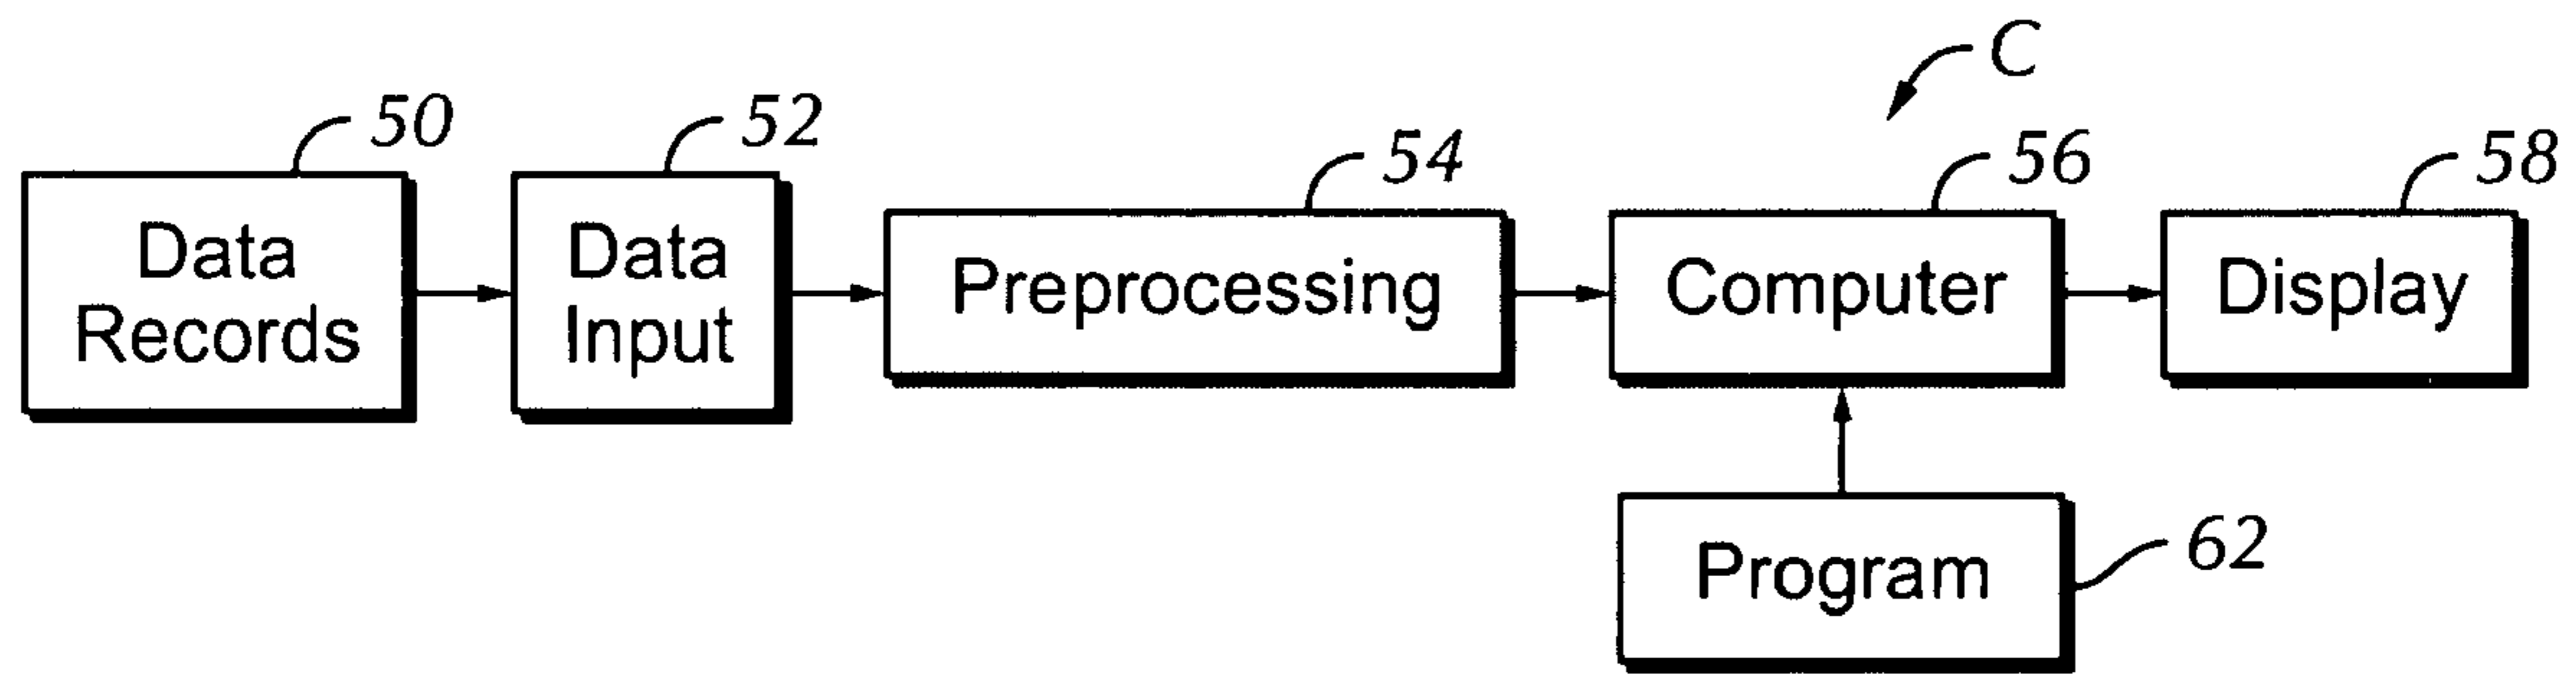 C
50
52
54
56
58
Data
Records
Data
Input
Preprocessing
Computer
Display
Program
62